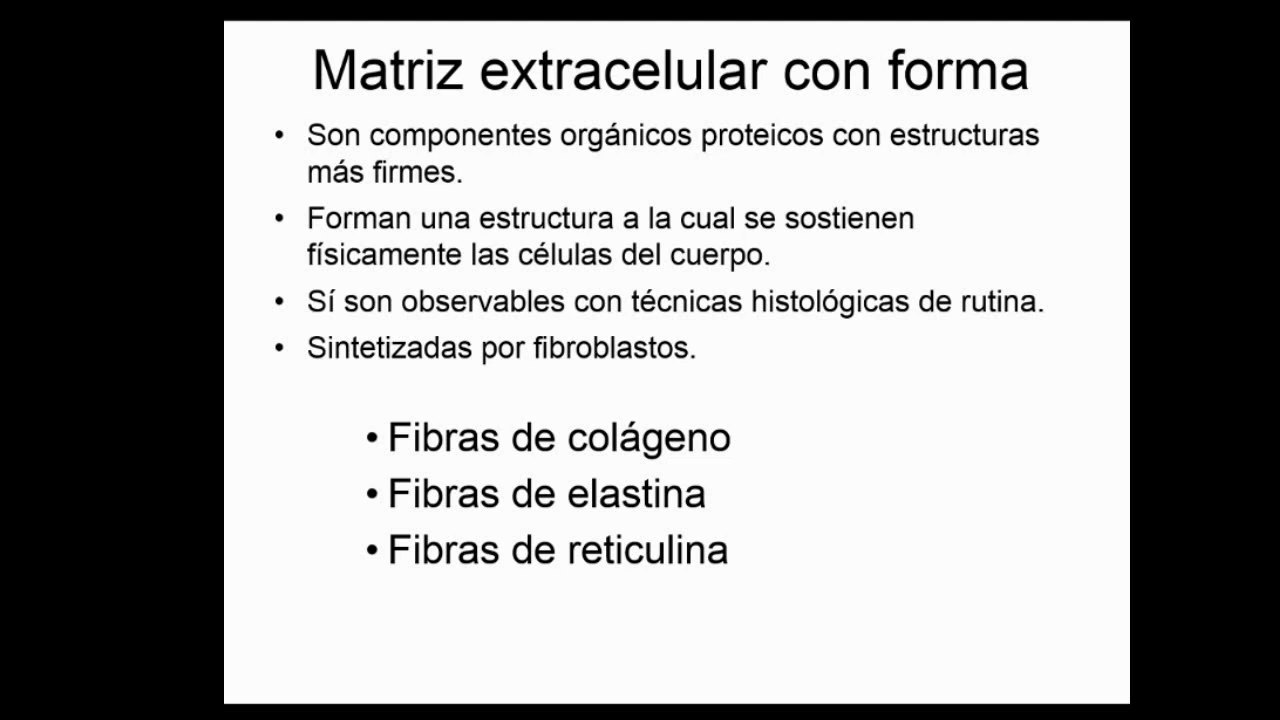 Matriz extracelular con forma
• Son componentes orgánicos proteicos con estructuras
más firmes.
• Forman una estructura a la cual se sostienen
físicamente las células del cuerpo.
• Sí son observables con técnicas histológicas de rutina.
• Sintetizadas por fibroblastos.
• Fibras de colágeno
• Fibras de elastina
• Fibras de reticulina